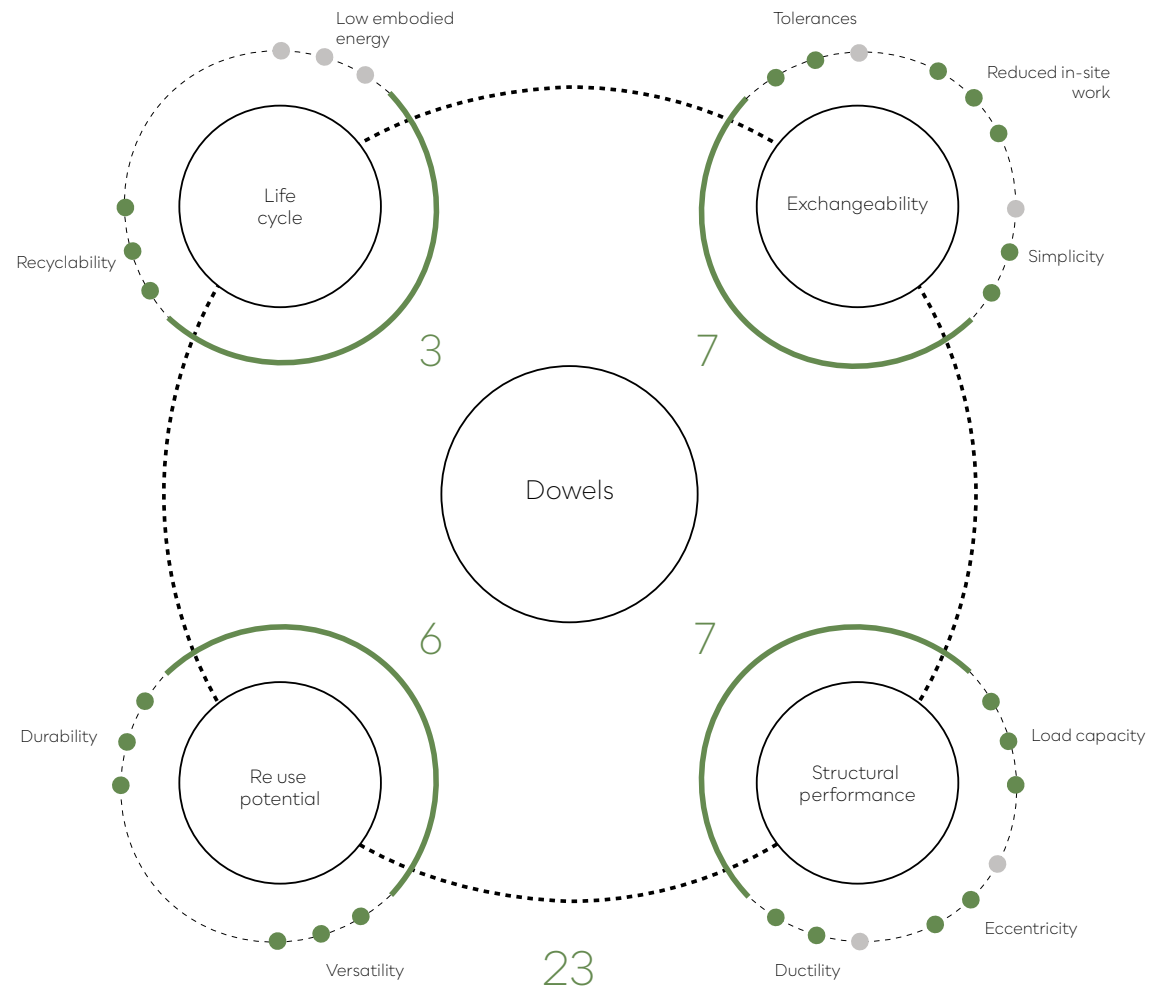 Low embodied
energy
Tolerances
Reduced in-site
work
Life
cycle
Exchangeability
Recyclability
Simplicity
3
7
Dowels
6
7
Durability
Load capacity
Re use
potential
Structural
performance
Eccentricity
Versatility
23
Ductility